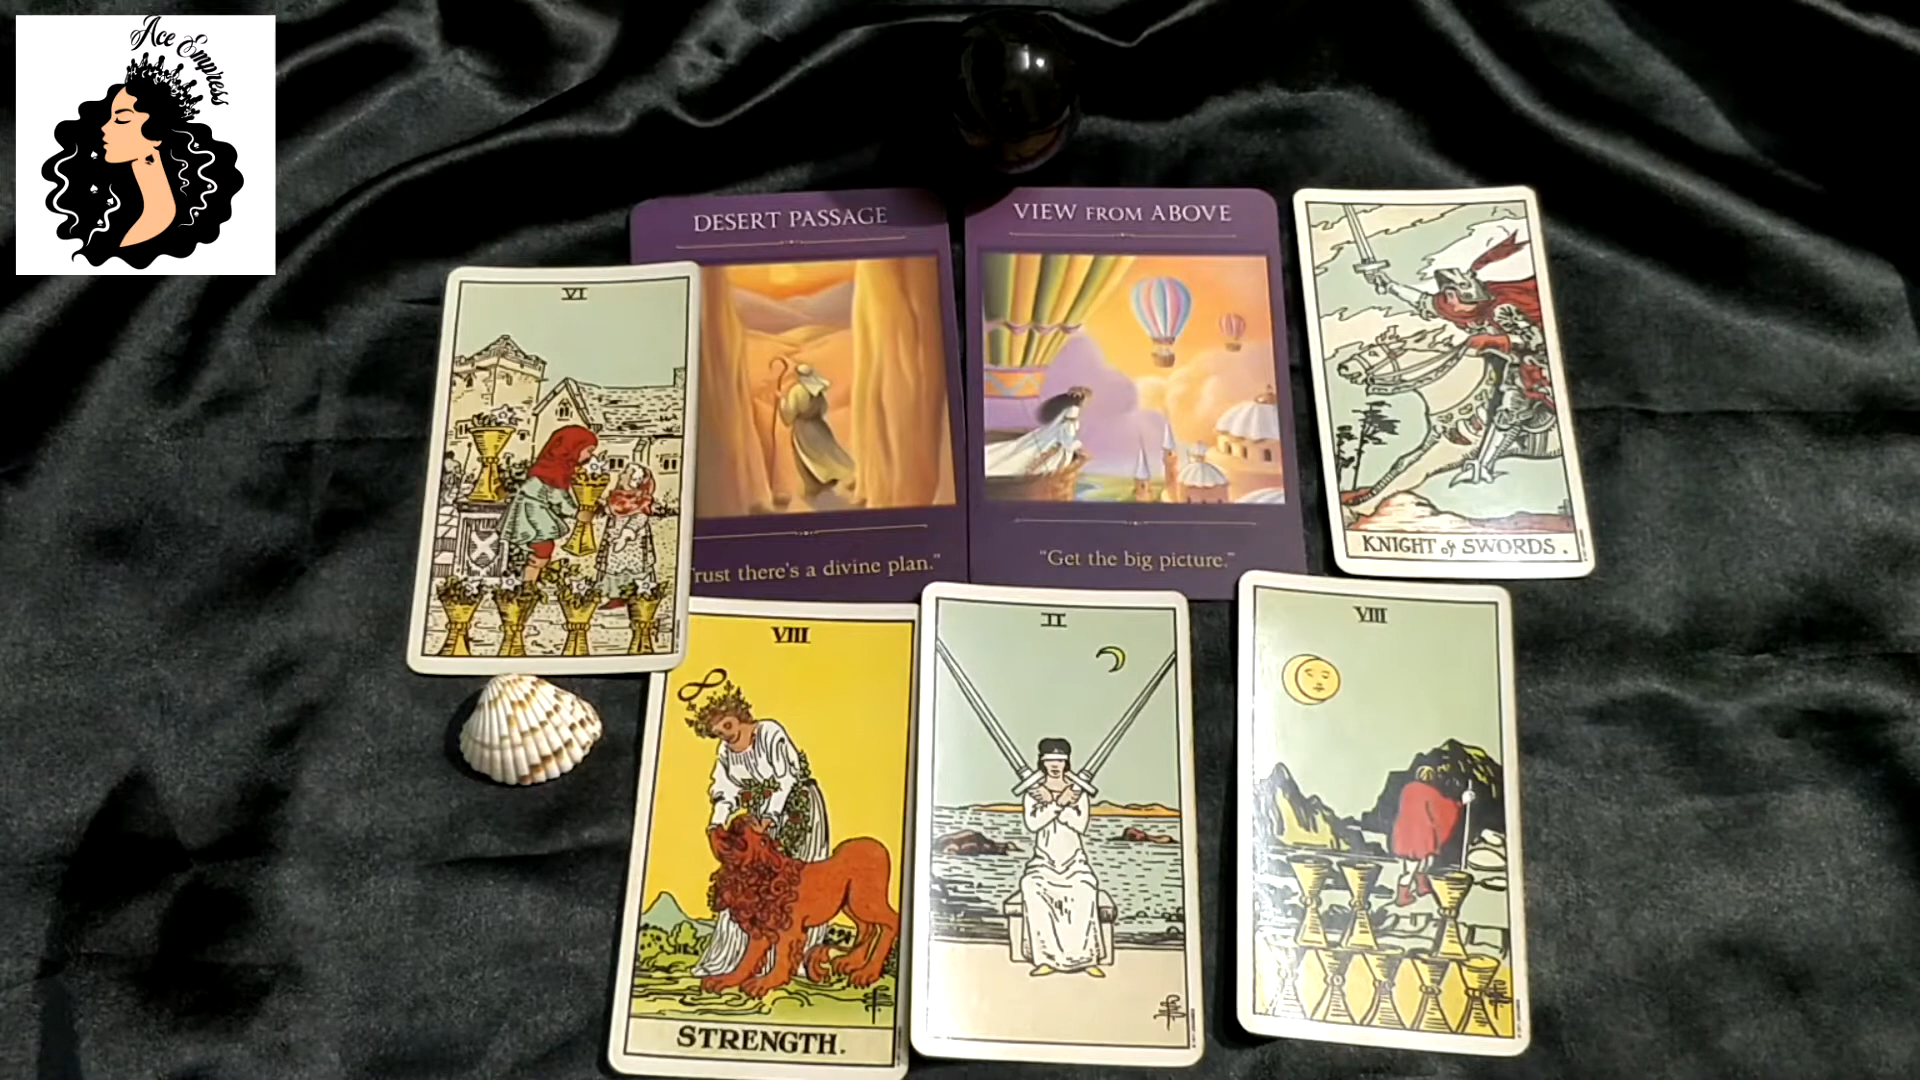 Ace Empress
DESERT PASSAGE
VIEW FROM ABOVE
VI
"Get the big picture."
rust there's a divine plan."
KNIGHT of SWORDS.
VIII
II
VIII
STRENGTH.